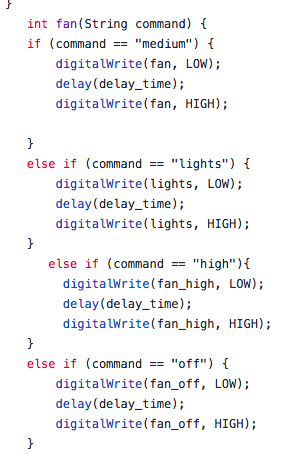 }
int fan(String command) {
if (command == "medium") {
digitalWrite(fan, LOW);
delay(delay_time);
digitalWrite(fan, HIGH);
}
else if (command == "lights") {
digitalWrite(lights, LOW);
delay(delay_time);
digitalWrite(lights, HIGH);
}
else if (command == "high"){
digitalWrite(fan_high, LOW);
delay(delay_time);
digitalWrite(fan_high, HIGH);
}
else if (command == "off") {
digitalWrite(fan_off, LOW);
delay(delay_time);
digitalWrite(fan_off, HIGH);
}